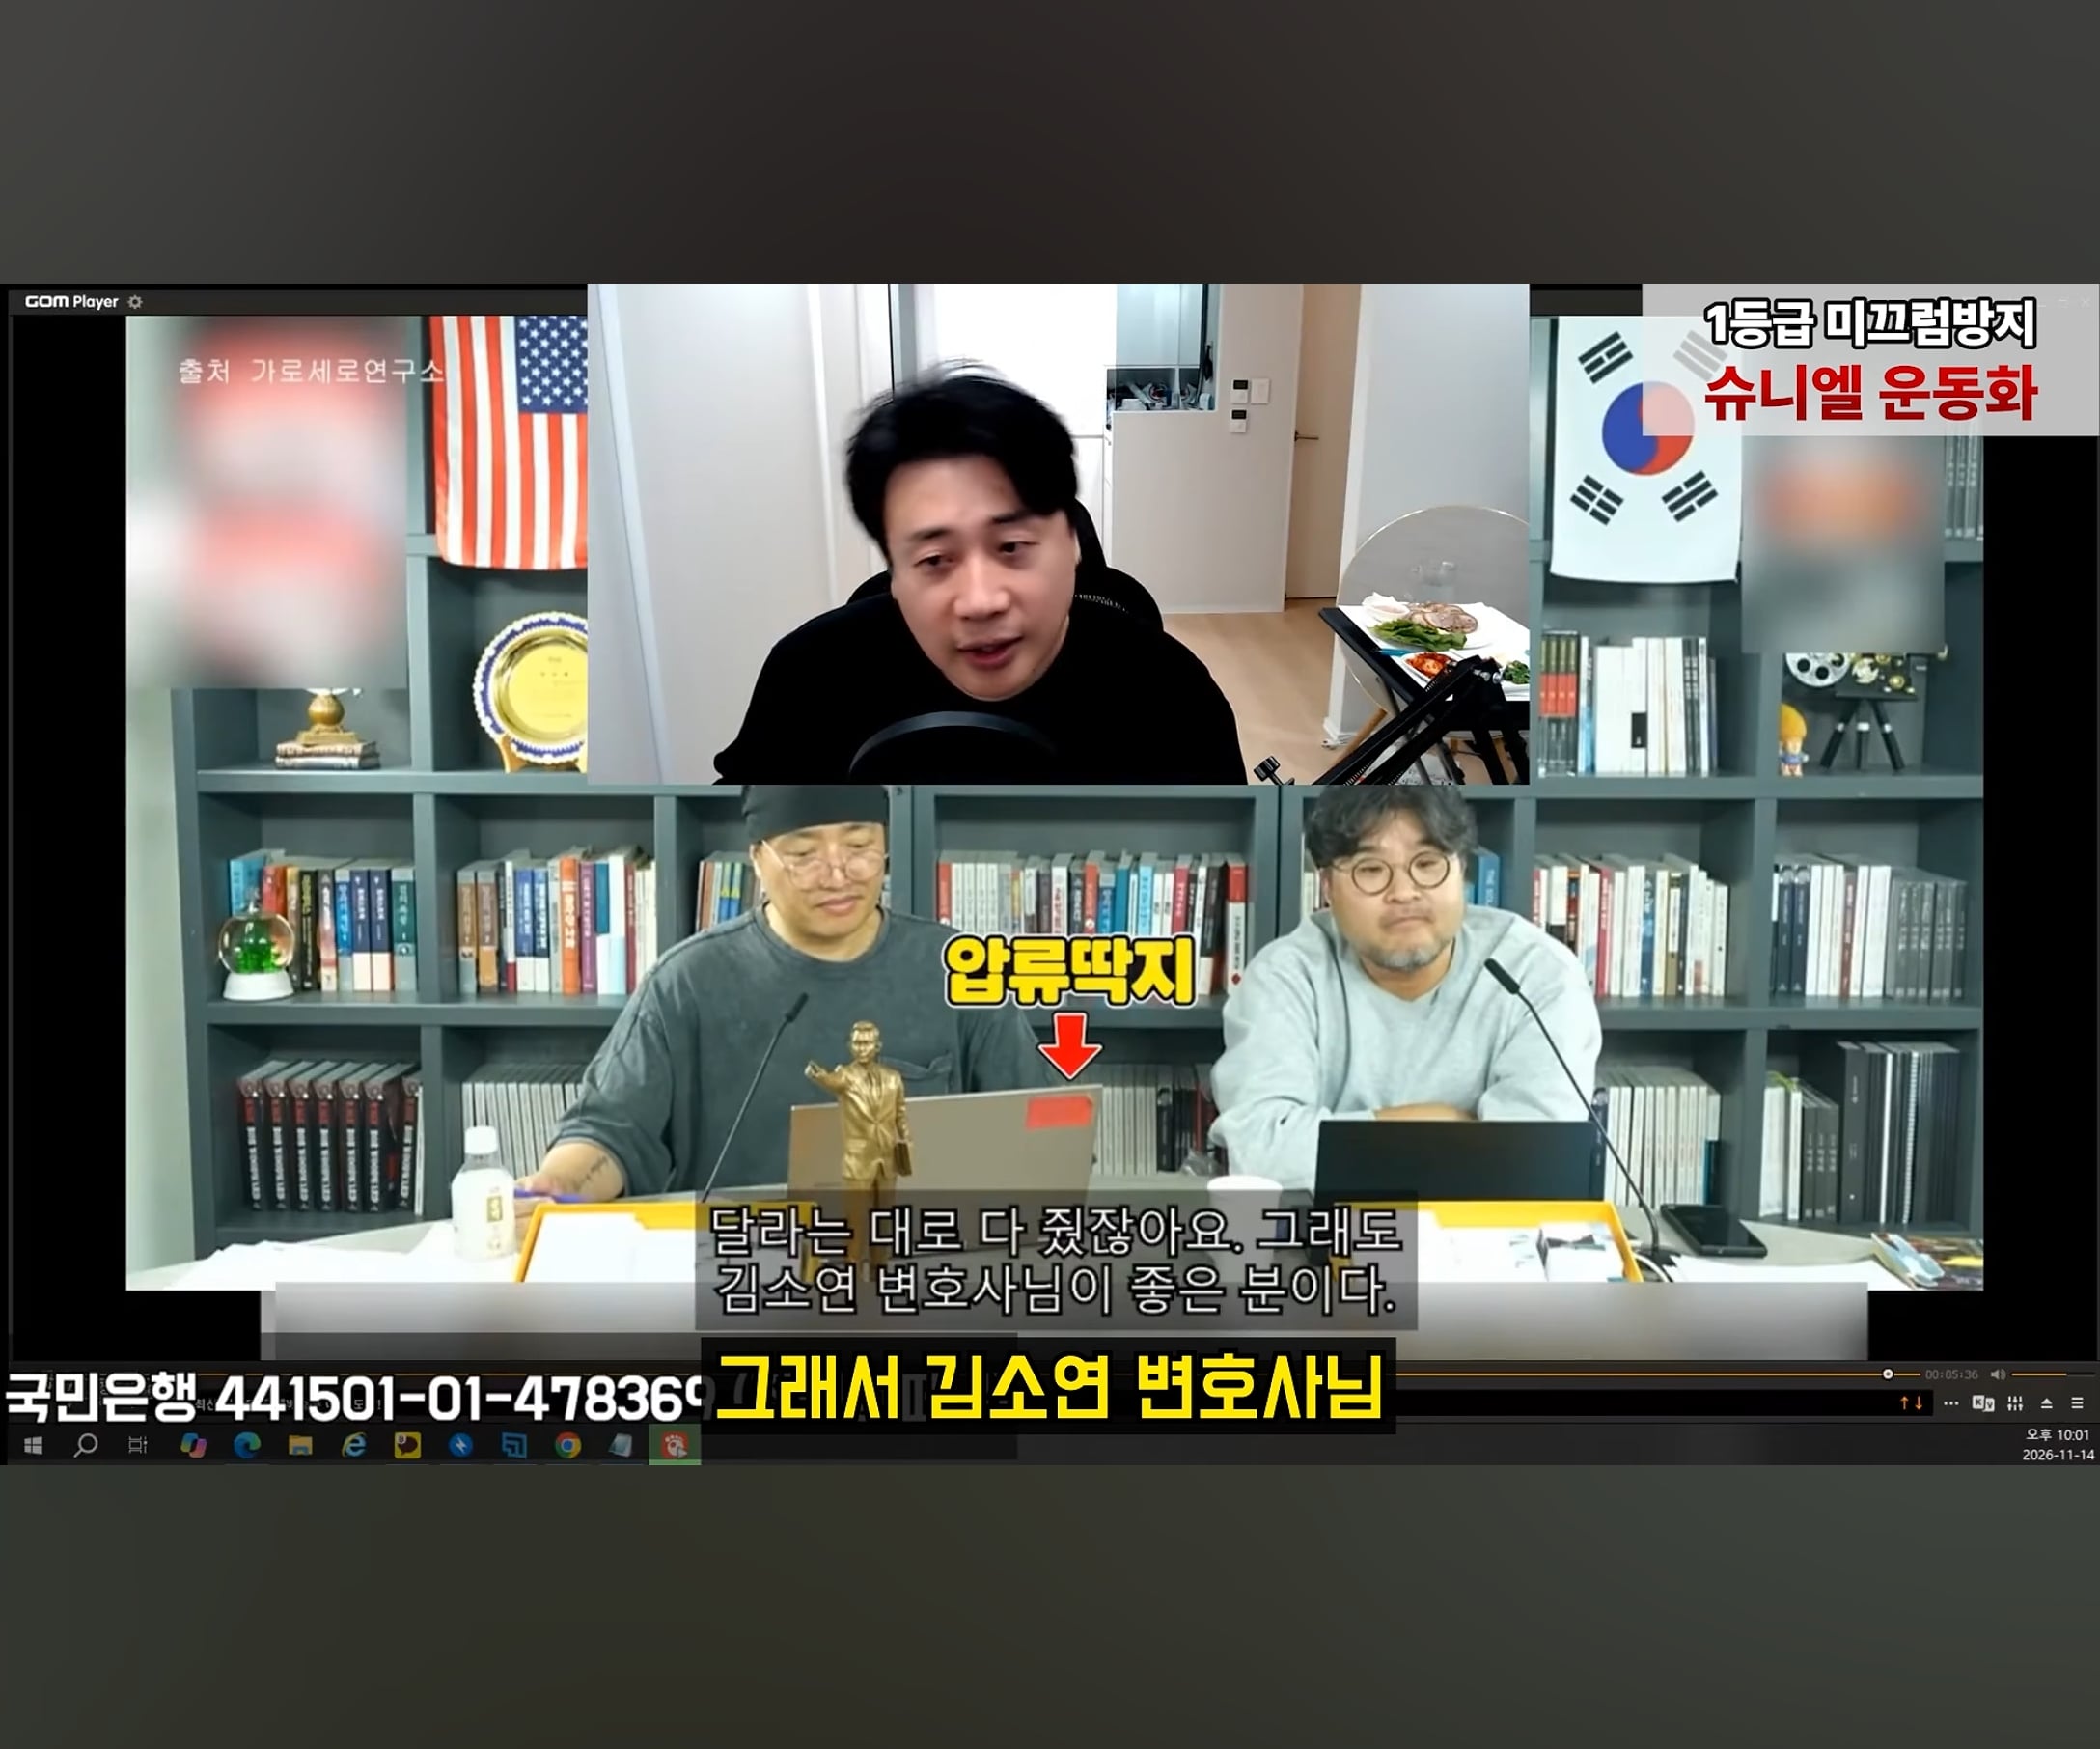 GOM Player
1등급 미끄럼방지
슈니엘 운동화
출처 가로세로연구소
압류딱지
달라는 대로 다 줬잖아요. 그래도
김소연 변호사님이 좋은 분이다.
그래서 김소연 변호사님
국민은행 441501-01-478369
00:05:36
오후 10:01
2026-11-14